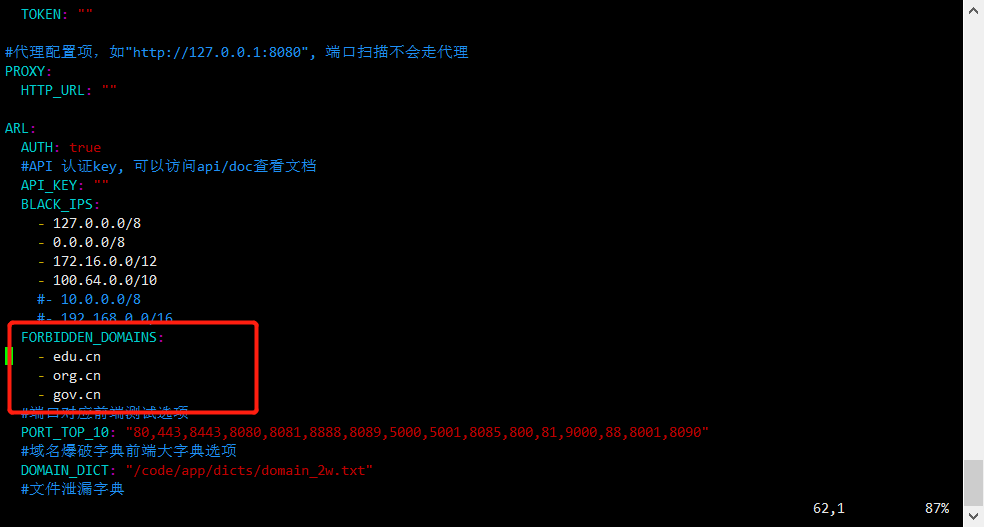 TOKEN: ""
#代理配置项，如"http://127.0.0.1:8080", 端口扫描不会走代理
PROXY:
HTTP_URL: ""
ARL:
AUTH: true
#API 认证key, 可以访问api/doc查看文档
API_KEY: ""
BLACK_IPS:
- 127.0.0.0/8
- 0.0.0.0/8
- 172.16.0.0/12
- 100.64.0.0/10
#- 10.0.0.0/8
#- 192.168.0.0/16
FORBIDDEN_DOMAINS:
- edu.cn
- org.cn
- gov.cn
#端口对应前端测试选项
PORT_TOP_10: "80,443,8443,8080,8081,8888,8089,5000,5001,8085,800,81,9000,88,8001,8090"
#域名爆破字典前端大字典选项
DOMAIN_DICT: "/code/app/dicts/domain_2w.txt"
#文件泄漏字典
62,1 87%